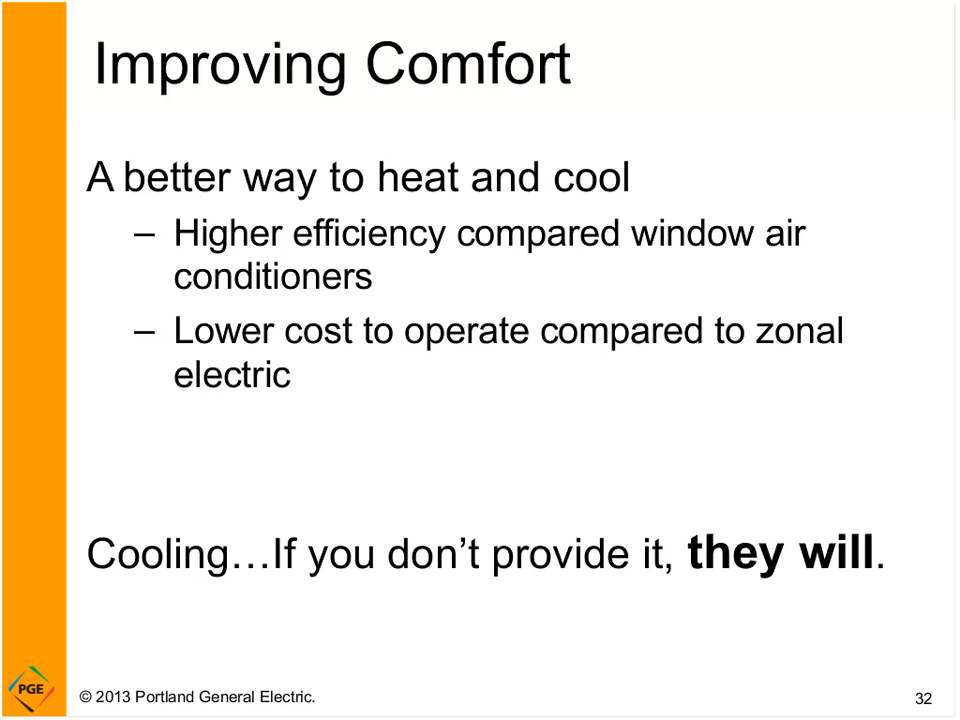 Improving Comfort
A better way to heat and cool
– Higher efficiency compared window air
conditioners
– Lower cost to operate compared to zonal
electric
Cooling…If you don’t provide it, they will.
PGE
© 2013 Portland General Electric.
32